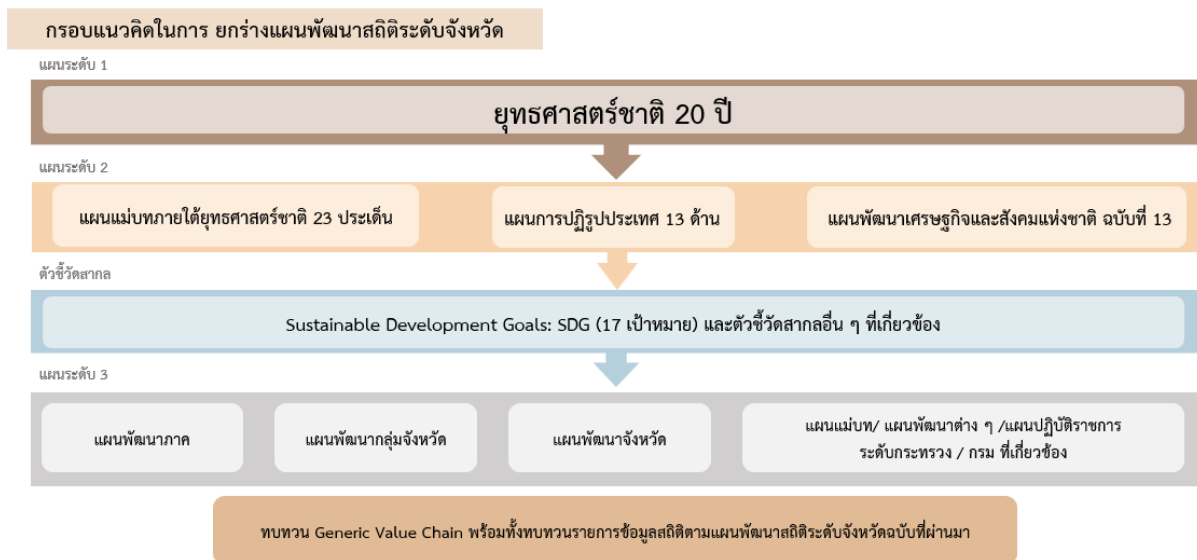 กรอบแนวคิดในการ ยกร่างแผนพัฒนาสถิติระดับจังหวัด
แผนระดับ 1
ยุทธศาสตร์ชาติ 20 ปี
แผนระดับ 2
แผนแม่บทภายใต้ยุทธศาสตร์ชาติ 23 ประเด็น
แผนการปฏิรูปประเทศ 13 ด้าน
แผนพัฒนาเศรษฐกิจและสังคมแห่งชาติ ฉบับที่ 13
ตัวชี้วัดสากล
Sustainable Development Goals: SDG (17 เป้าหมาย) และตัวชี้วัดสากลอื่น ๆ ที่เกี่ยวข้อง
แผนระดับ 3
แผนพัฒนาภาค
แผนพัฒนากลุ่มจังหวัด
แผนพัฒนาจังหวัด
แผนแม่บท/ แผนพัฒนาต่าง ๆ /แผนปฏิบัติราชการ
ระดับกระทรวง / กรม ที่เกี่ยวข้อง
ทบทวน Generic Value Chain พร้อมทั้งทบทวนรายการข้อมูลสถิติตามแผนพัฒนาสถิติระดับจังหวัดฉบับที่ผ่านมา